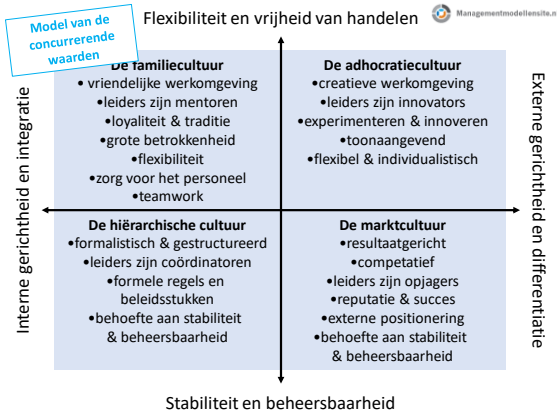 Flexibiliteit en vrijheid van handelen
Managementmodellensite.n
Model van de
concurrerende
waarden
De familiecultuur
• vriendelijke werkomgeving
•leiders zijn mentoren
•loyaliteit & traditie
•grote betrokkenheid
•flexibiliteit
•zorg voor het personeel
•teamwork
De adhocratiecultuur
•creatieve werkomgeving
•leiders zijn innovators
•experimenteren & innoveren
•toonaangevend
•flexibel & individualistisch
Interne gerichtheid en integratie
Externe gerichtheid en differentiatie
De hiërarchische cultuur
•formalistisch & gestructureerd
•leiders zijn coördinatoren
•formele regels en
beleidsstukken
•behoefte aan stabiliteit
& beheersbaarheid
De marktcultuur
•resultaatgericht
•competatief
•leiders zijn opjagers
•reputatie & succes
•externe positionering
•behoefte aan stabiliteit
& beheersbaarheid
Stabiliteit en beheersbaarheid